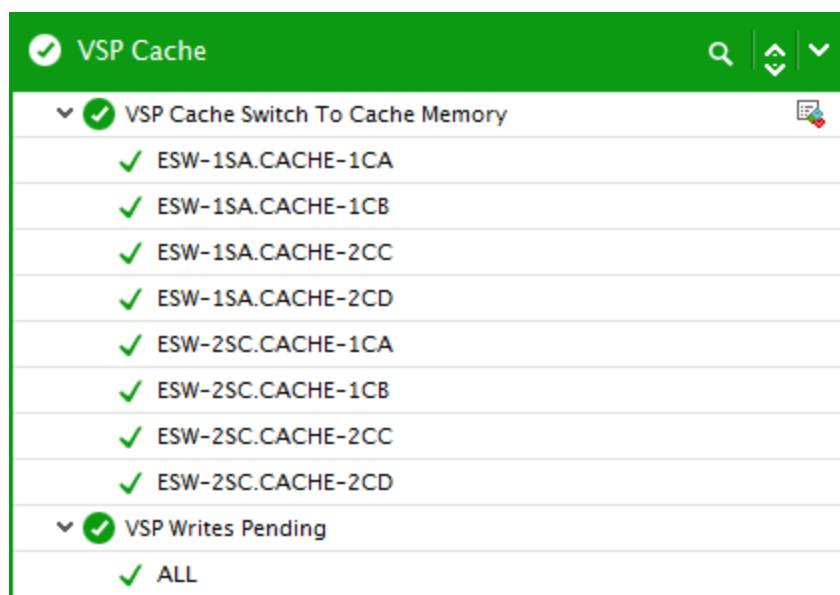 VSP Cache
VSP Cache Switch To Cache Memory
ESW-1SA.CACHE-1CA
ESW-1SA.CACHE-1CB
ESW-1SA.CACHE-2CC
ESW-1SA.CACHE-2CD
ESW-2SC.CACHE-1CA
ESW-2SC.CACHE-1CB
ESW-2SC.CACHE-2CC
ESW-2SC.CACHE-2CD
VSP Writes Pending
ALL